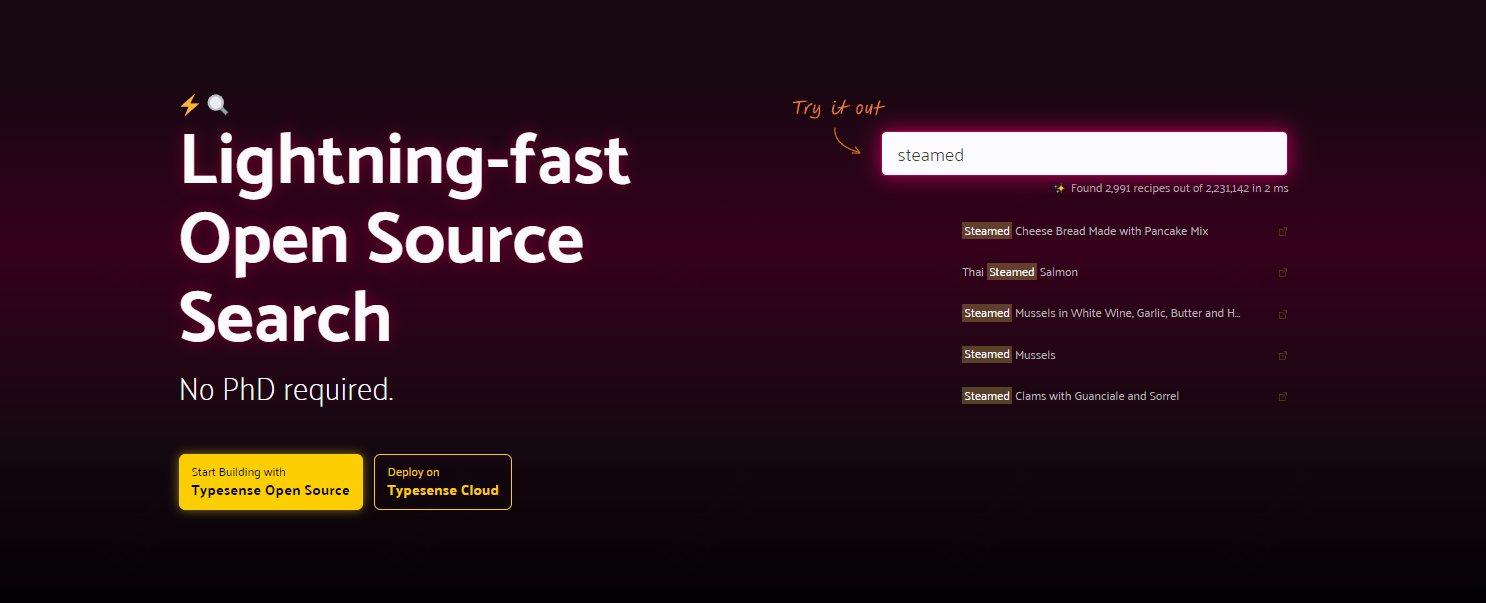 Lightning-fast
Open Source
Search
No PhD required.
Start Building with
Typesense Open Source
Deploy on
Typesense Cloud
Try it out
steamed
Found 2,991 recipes out of 2,231,142 in 2 ms
Steamed Cheese Bread Made with Pancake Mix
Thai Steamed Salmon
Steamed Mussels in White Wine, Garlic, Butter and H...
Steamed Mussels
Steamed Clams with Guanciale and Sorrel